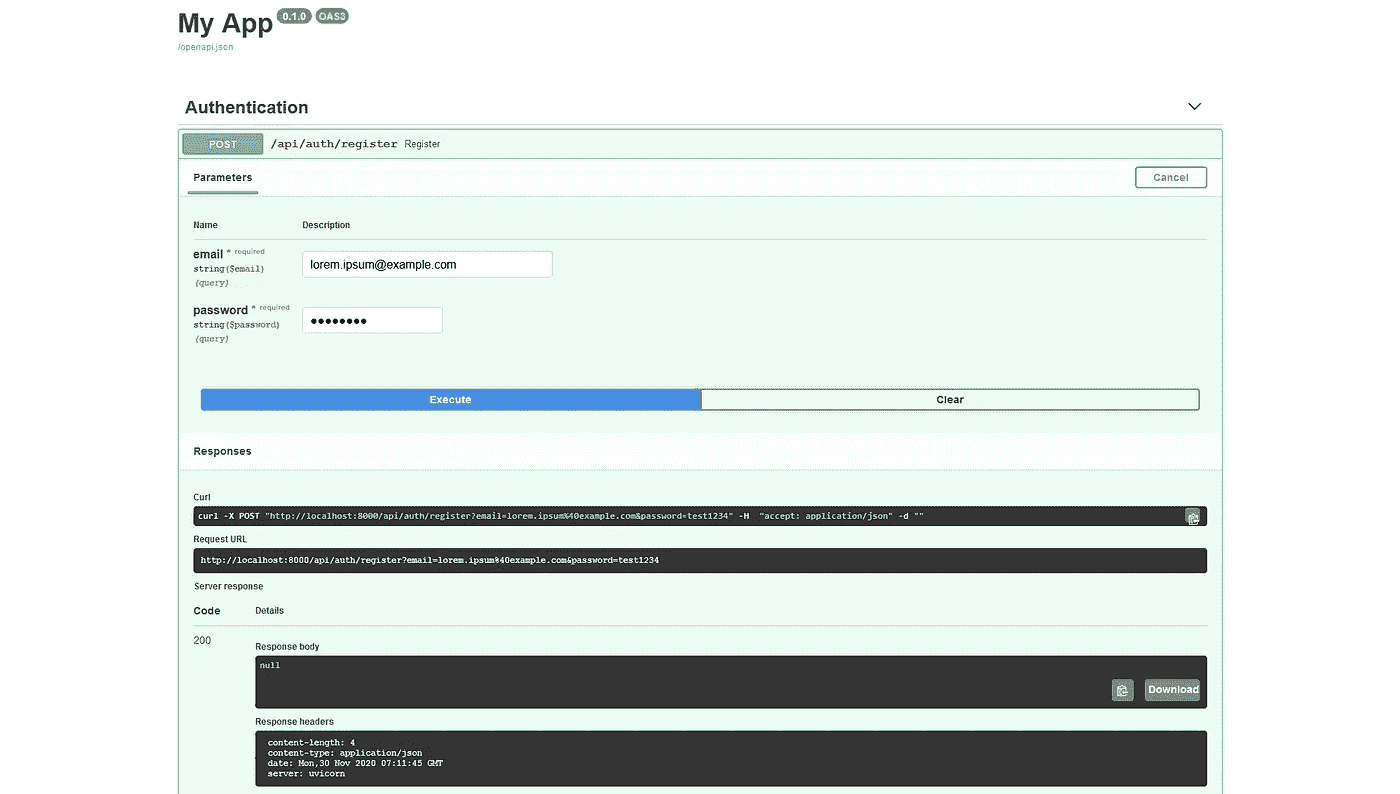 My App 0.1.0 OAS3
/openapi.json
Authentication
POST /api/auth/register Register
Parameters
Cancel
Name Description
email * required
string($email)
(query)
lorem.ipsum@example.com
password * required
string($password)
(query)
••••••••
Execute Clear
Responses
Curl
curl -X POST "http://localhost:8000/api/auth/register?email=lorem.ipsum%40example.com&password=test1234" -H  "accept: application/json" -d ""
Request URL
http://localhost:8000/api/auth/register?email=lorem.ipsum%40example.com&password=test1234
Server response
Code Details
200
Response body
null
Download
Response headers
content-length: 4
content-type: application/json
date: Mon,30 Nov 2020 07:11:45 GMT
server: uvicorn